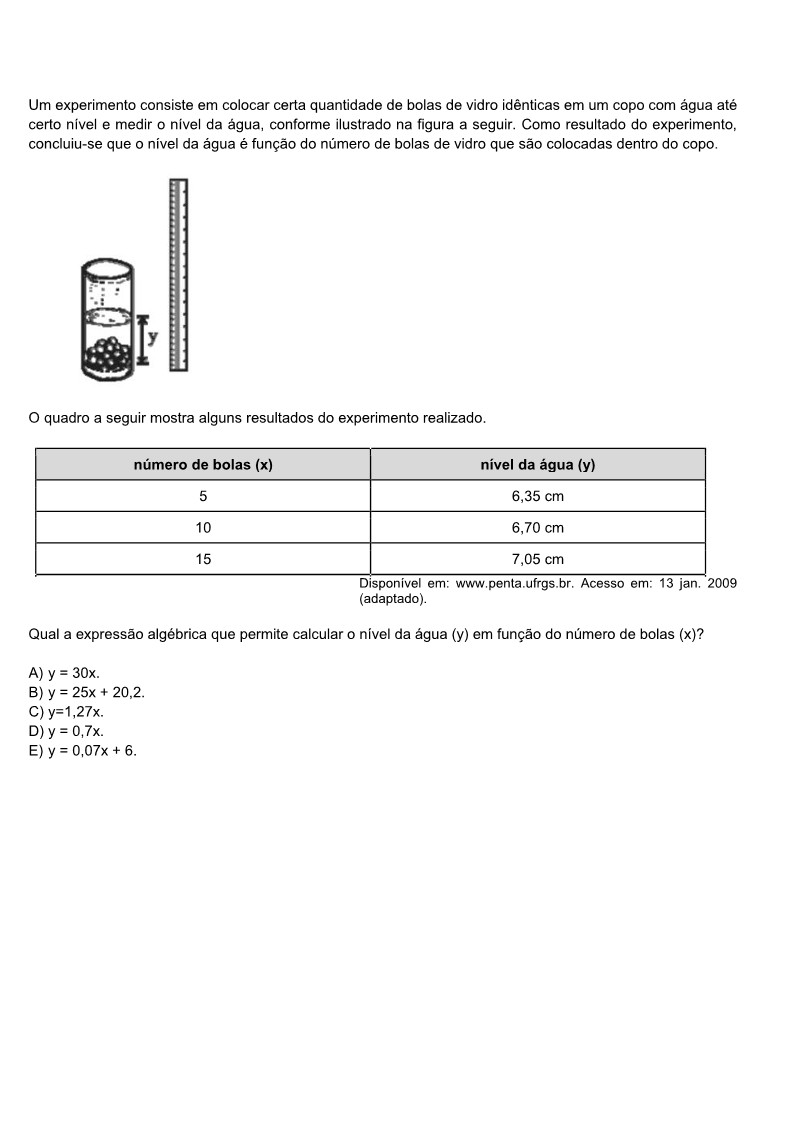 Um experimento consiste em colocar certa quantidade de bolas de vidro idênticas em um copo com água até
certo nível e medir o nível da água, conforme ilustrado na figura a seguir. Como resultado do experimento,
concluiu-se que o nível da água é função do número de bolas de vidro que são colocadas dentro do copo.
y
O quadro a seguir mostra alguns resultados do experimento realizado.
número de bolas (x) nível da água (y)
5 6,35 cm
10 6,70 cm
15 7,05 cm
Disponível em: www.penta.ufrgs.br. Acesso em: 13 jan. 2009
(adaptado).
Qual a expressão algébrica que permite calcular o nível da água (y) em função do número de bolas (x)?
A) y = 30x.
B) y = 25x + 20,2.
C) y=1,27x.
D) y = 0,7x.
E) y = 0,07x + 6.